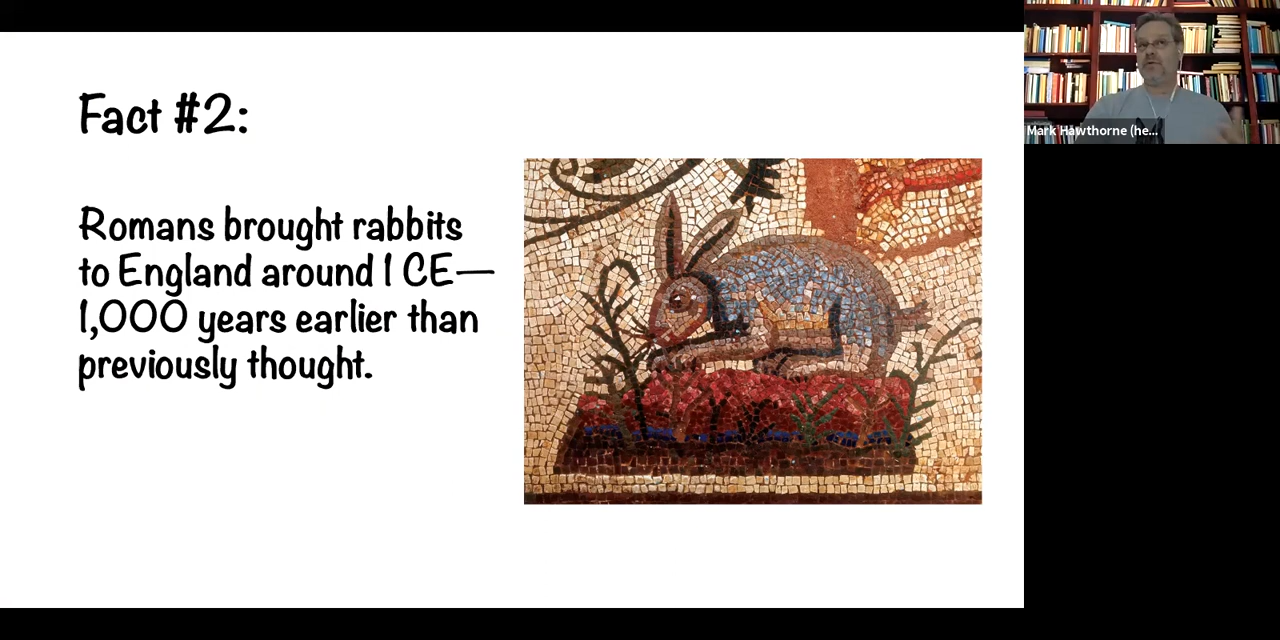 Fact #2:
Romans brought rabbits
to England around 1 CE—
1,000 years earlier than
previously thought.
Mark Hawthorne (he...